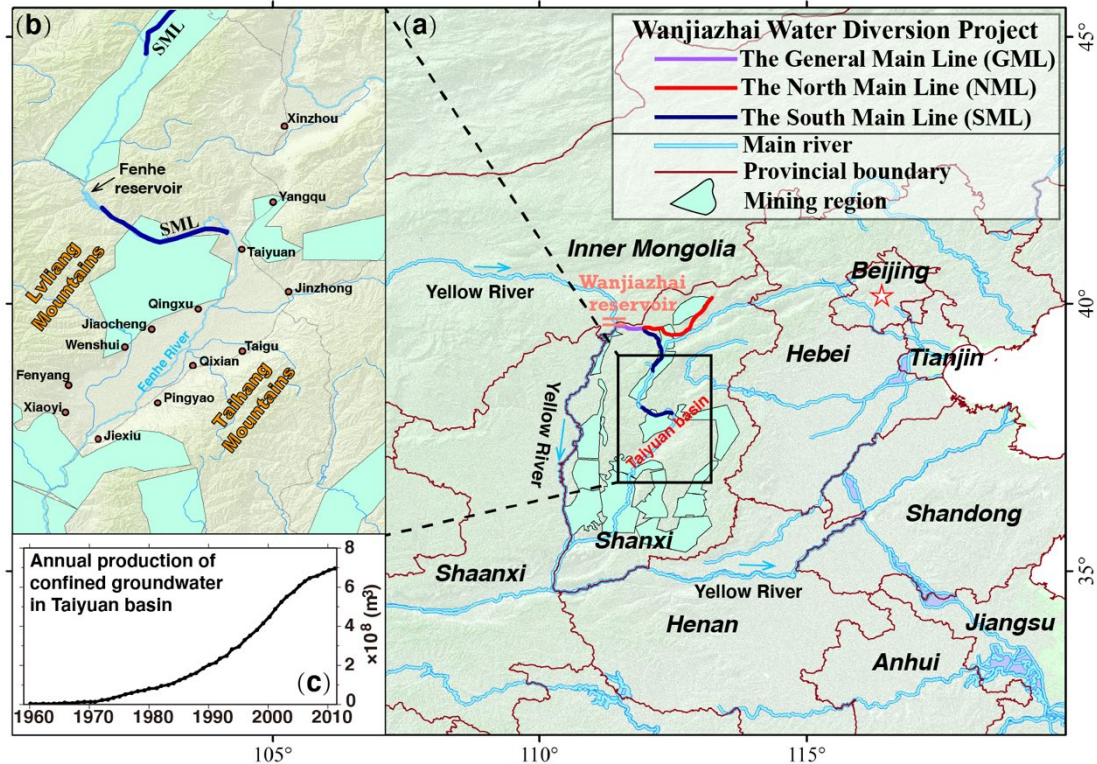 (b)
SML
Xinzhou
Fenhe
reservoir
Yangqu
SML
Taiyuan
Lvliang
Mountains
Jinzhong
Qingxu
Jiaocheng
Wenshui
Fenhe River
Taigu
Qixian
Fenyang
Taihang
Mountains
Pingyao
Xiaoyi
Jiexiu
Annual production of
confined groundwater
in Taiyuan basin
(c)
8
6
4
2
0
×10⁸ (m³)
1960 1970 1980 1990 2000 2010
(a)
Wanjiazhai Water Diversion Project
The General Main Line (GML)
The North Main Line (NML)
The South Main Line (SML)
Main river
Provincial boundary
Mining region
Inner Mongolia
Yellow River
Wanjiazhai
reservoir
Beijing
Hebei
Tianjin
Yellow River
Taiyuan basin
Shanxi
Shandong
Shaanxi
Yellow River
Henan
Jiangsu
Anhui
45°
40°
35°
105° 110° 115°